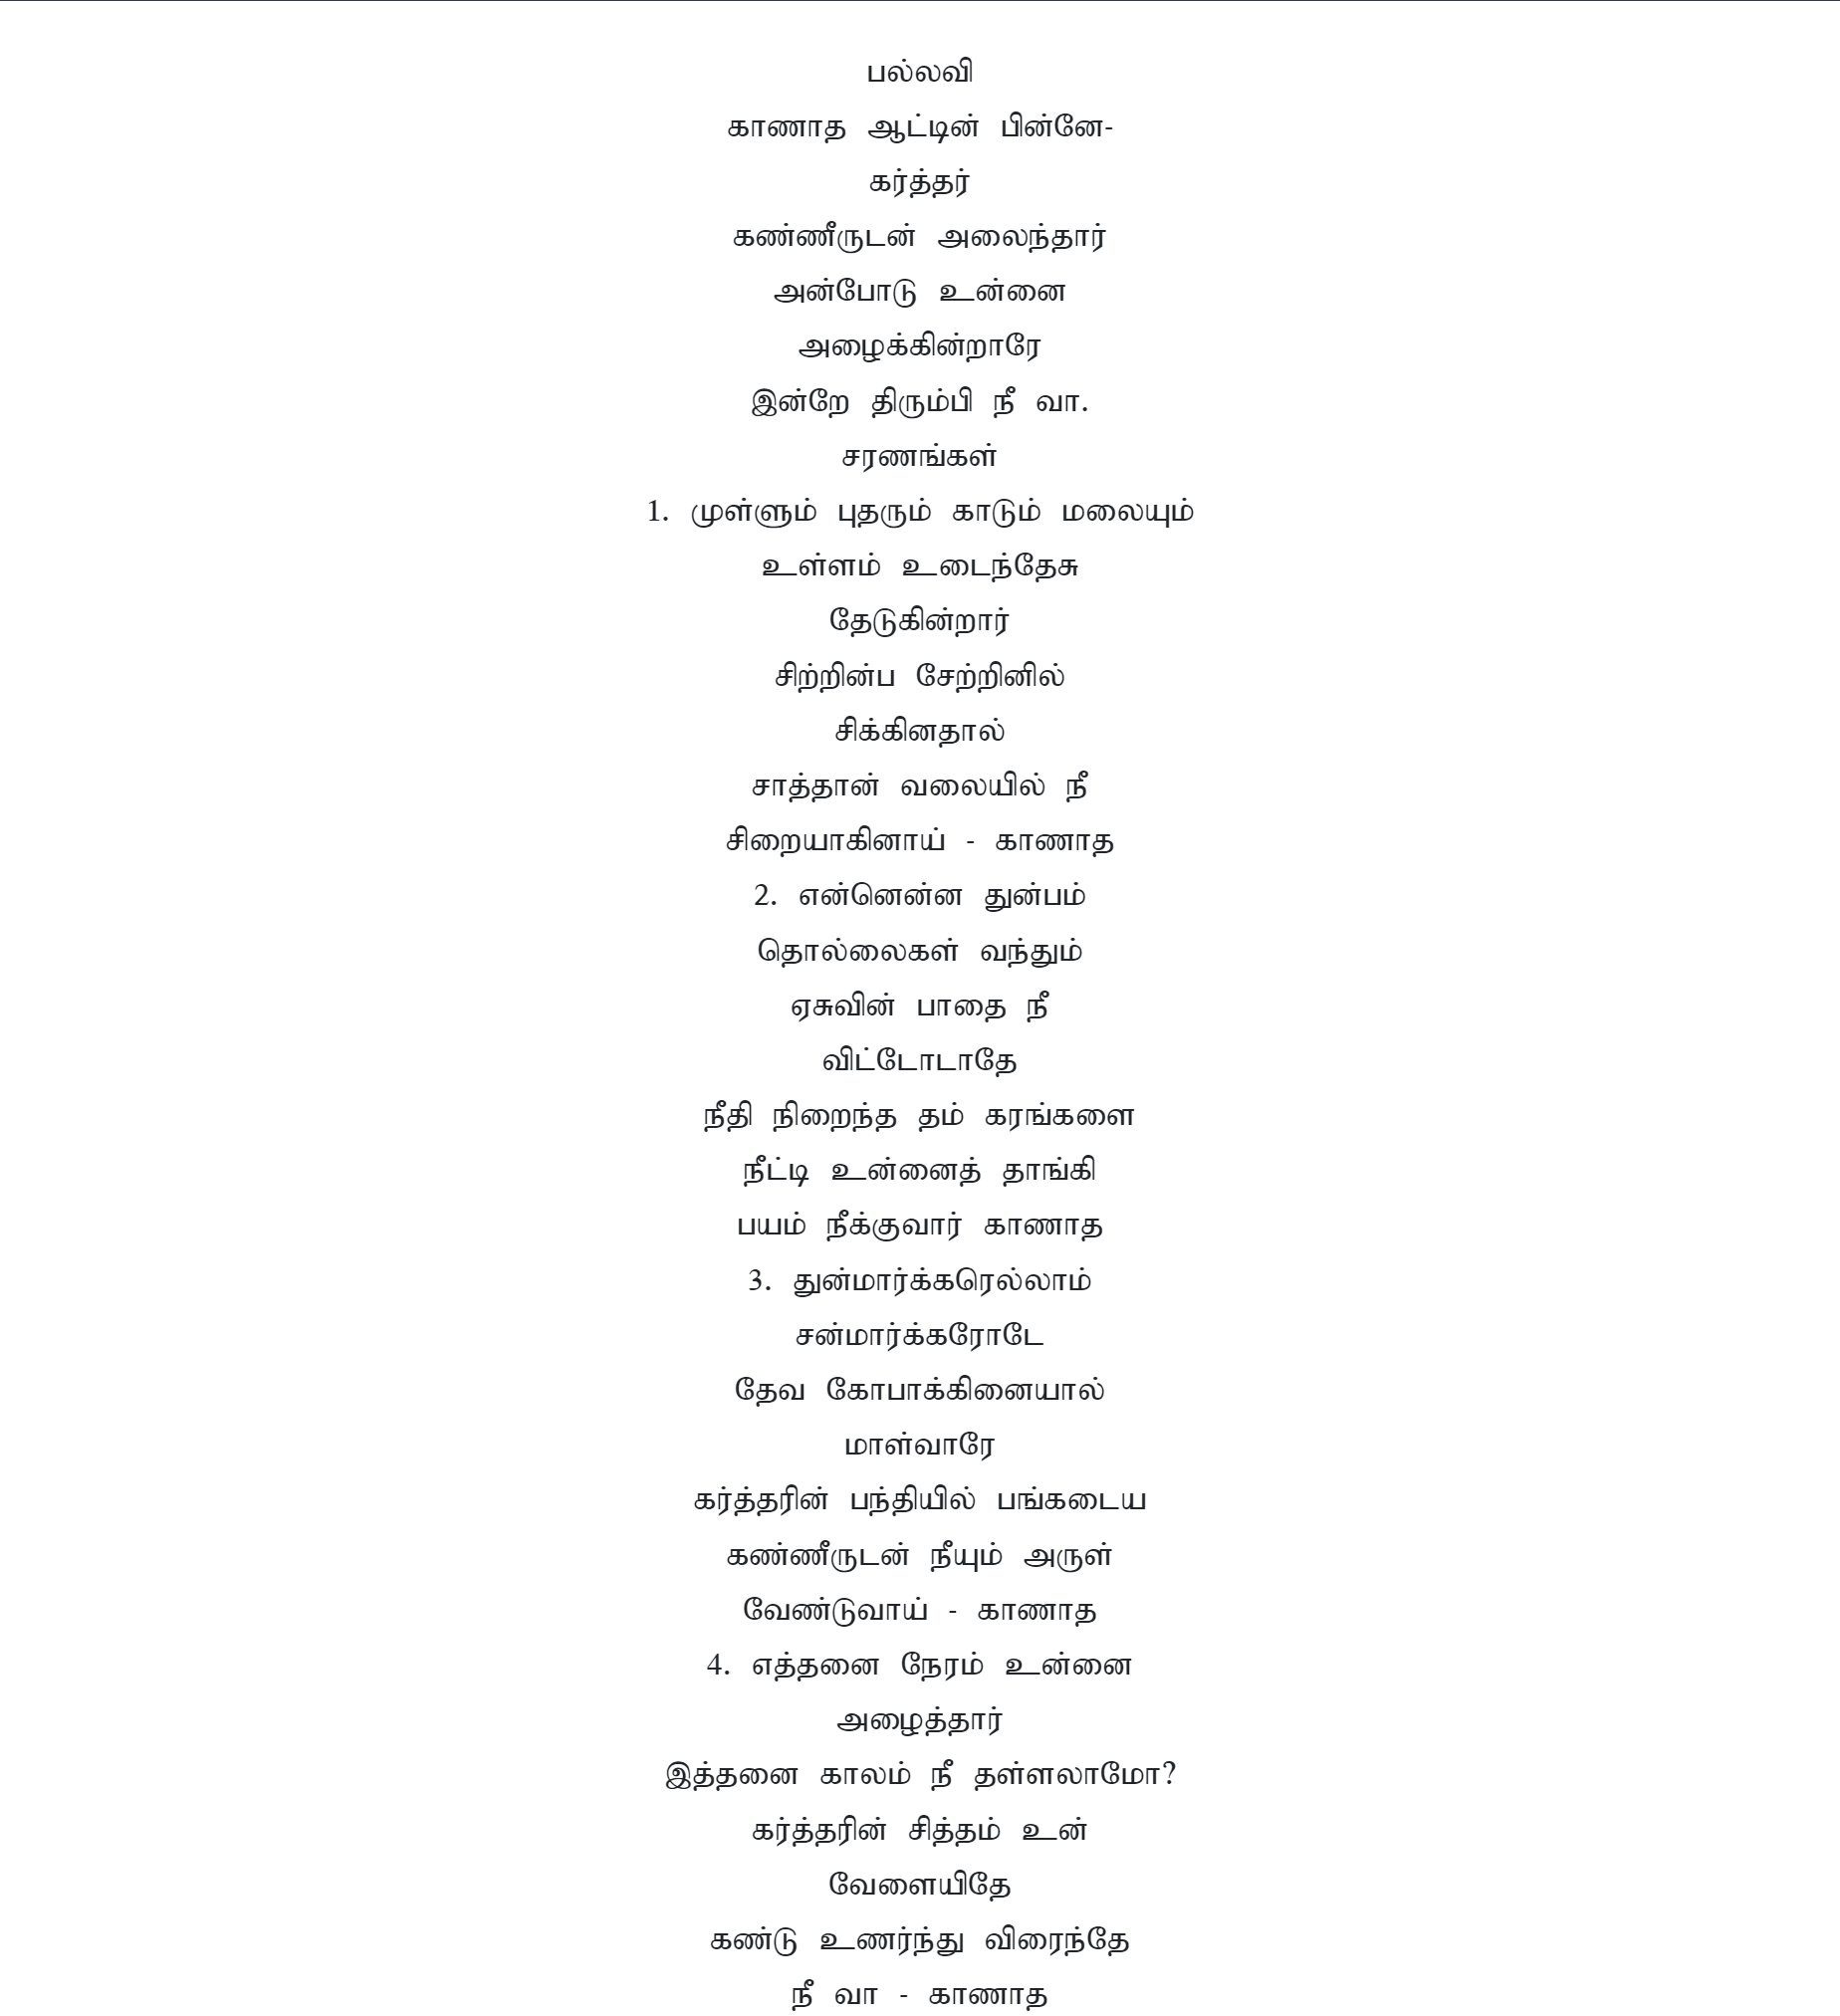 பல்லவி
காணாத ஆட்டின் பின்னே-
கர்த்தர்
கண்ணீருடன் அலைந்தார்
அன்போடு உன்னை
அழைக்கின்றாரே
இன்றே திரும்பி நீ வா.
சரணங்கள்
1. முள்ளும் புதரும் காடும் மலையும்
உள்ளம் உடைந்தேசு
தேடுகின்றார்
சிற்றின்ப சேற்றினில்
சிக்கினதால்
சாத்தான் வலையில் நீ
சிறையாகினாய் - காணாத
2. என்னென்ன துன்பம்
தொல்லைகள் வந்தும்
ஏசுவின் பாதை நீ
விட்டோடாதே
நீதி நிறைந்த தம் கரங்களை
நீட்டி உன்னைத் தாங்கி
பயம் நீக்குவார் காணாத
3. துன்மார்க்கரெல்லாம்
சன்மார்க்கரோடே
தேவ கோபாக்கினையால்
மாள்வாரே
கர்த்தரின் பந்தியில் பங்கடைய
கண்ணீருடன் நீயும் அருள்
வேண்டுவாய் - காணாத
4. எத்தனை நேரம் உன்னை
அழைத்தார்
இத்தனை காலம் நீ தள்ளலாமோ?
கர்த்தரின் சித்தம் உன்
வேளையிதே
கண்டு உணர்ந்து விரைந்தே
நீ வா - காணாத